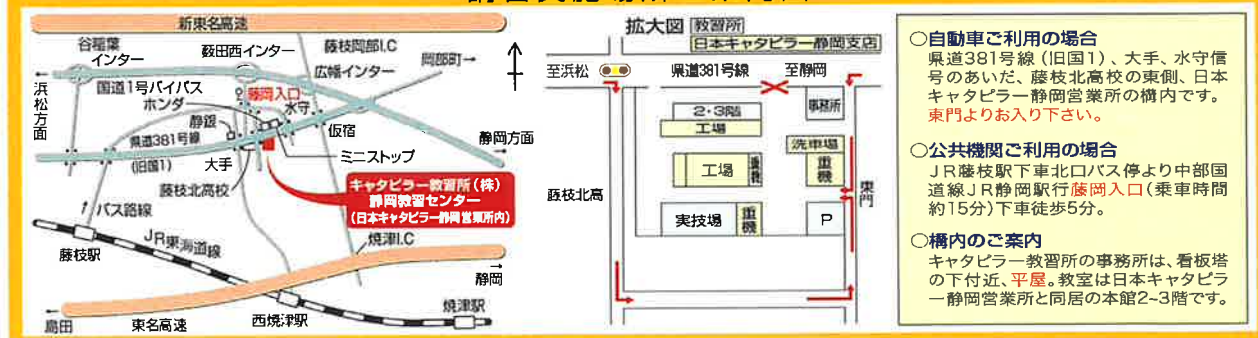 新東名高速
谷稲葉
インター
薮田西インター
藤枝岡部I.C
岡部町→
広幡インター
←浜松方面
国道1号バイパス
藤岡入口
ホンダ
水守
静銀
仮宿
県道381号線
(旧国1)
大手
静岡方面→
ミニストップ
藤枝北高校
キャタピラー教習所(株)
静岡教習センター
(日本キャタピラー静岡営業所内)
バス路線
藤枝駅
JR東海道線
焼津I.C
→静岡
←島田
東名高速
西焼津駅
焼津駅
拡大図
教習所
日本キャタピラー静岡支店
至浜松
県道381号線
至静岡
2・3階
工場
事務所
洗車場
工場
重機
重機
藤枝北高
東門
実技場
重機
P
○自動車ご利用の場合
県道381号線(旧国1)、大手、水守信
号のあいだ、藤枝北高校の東側、日本
キャタピラー静岡営業所の構内です。
東門よりお入り下さい。
○公共機関ご利用の場合
JR藤枝駅下車北口バス停より中部国
道線JR静岡駅行藤岡入口(乗車時間
約15分)下車徒歩5分。
○構内のご案内
キャタピラー教習所の事務所は、看板塔
の下付近、平屋。教室は日本キャタピラ
ー静岡営業所と同居の本館2~3階です。